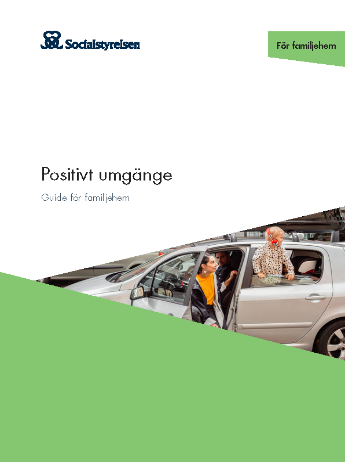 Socialstyrelsen
För familjehem
Positivt umgänge
Guide för familjehem